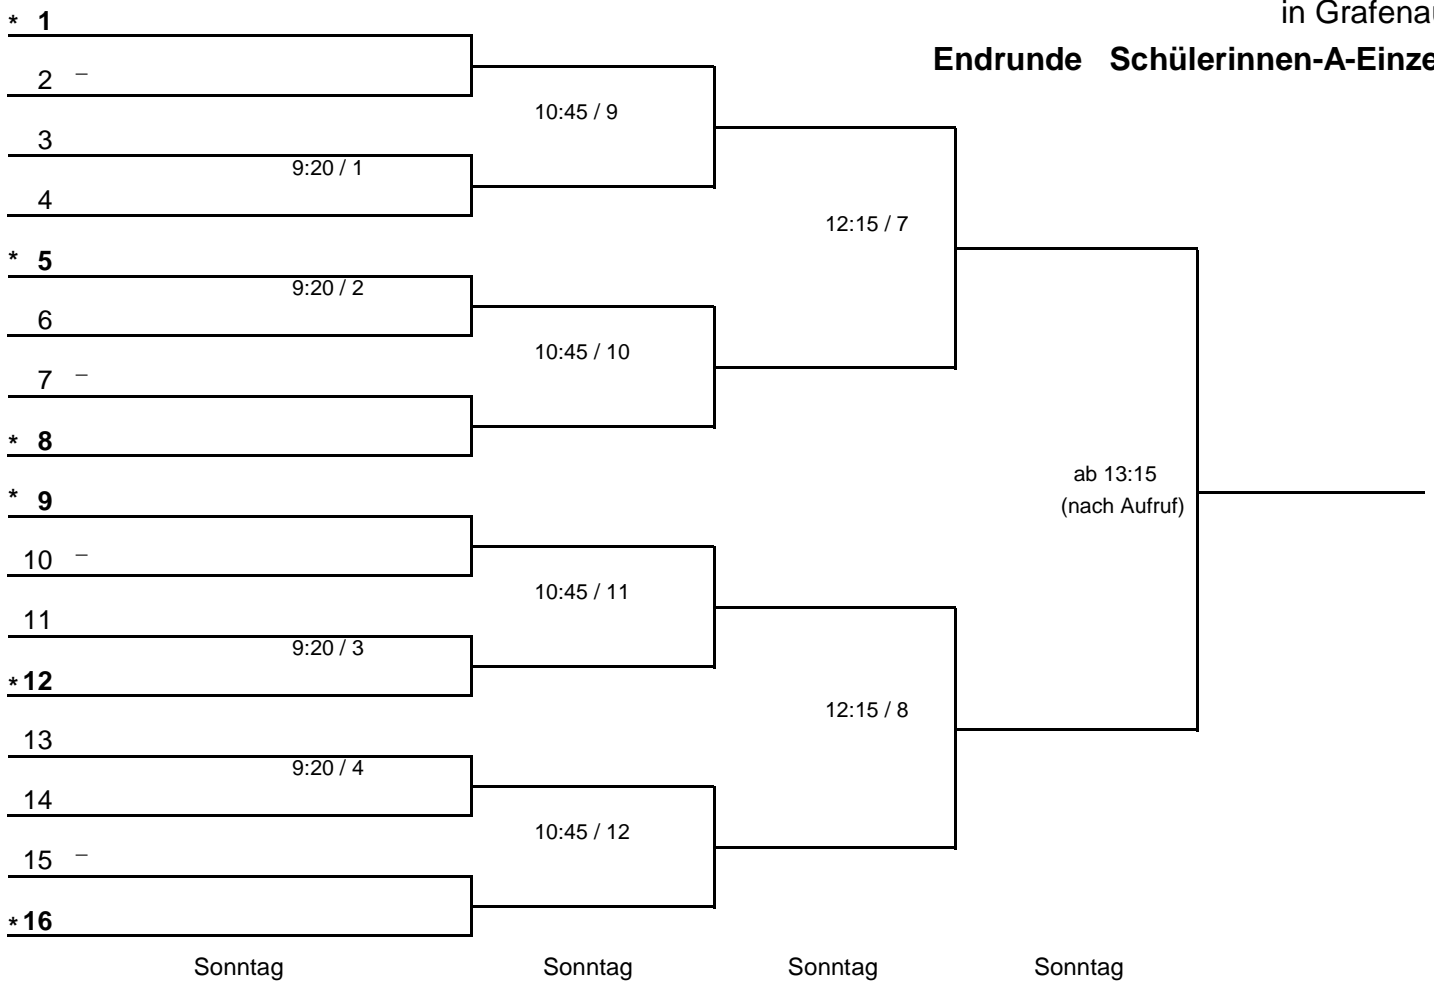 in Grafenau
Endrunde Schülerinnen-A-Einze
* 1
2 –
10:45 / 9
3
9:20 / 1
4
12:15 / 7
* 5
9:20 / 2
6
10:45 / 10
7 –
* 8
ab 13:15
(nach Aufruf)
* 9
10 –
10:45 / 11
11
9:20 / 3
* 12
12:15 / 8
13
9:20 / 4
14
10:45 / 12
15 –
* 16
Sonntag Sonntag Sonntag Sonntag